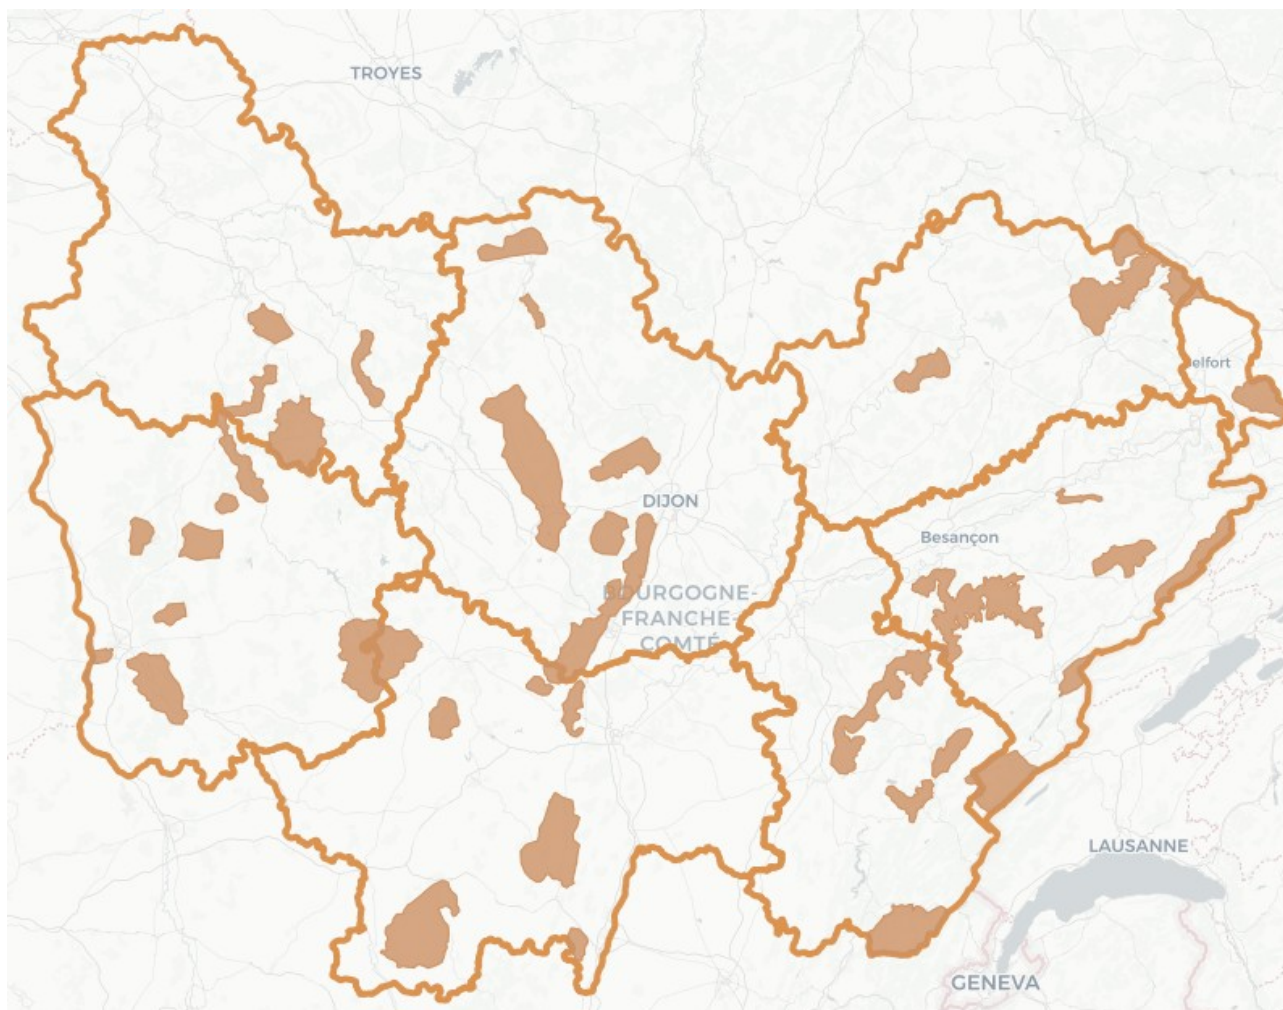 TROYES
elfort
DIJON
Besançon
BOURGOGNE-
FRANCHE-
COMTÉ
LAUSANNE
GENEVA